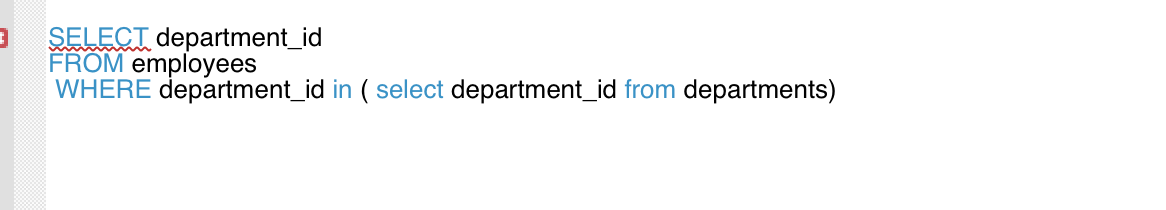 SELECT department_id
FROM employees
WHERE department_id in ( select department_id from departments)